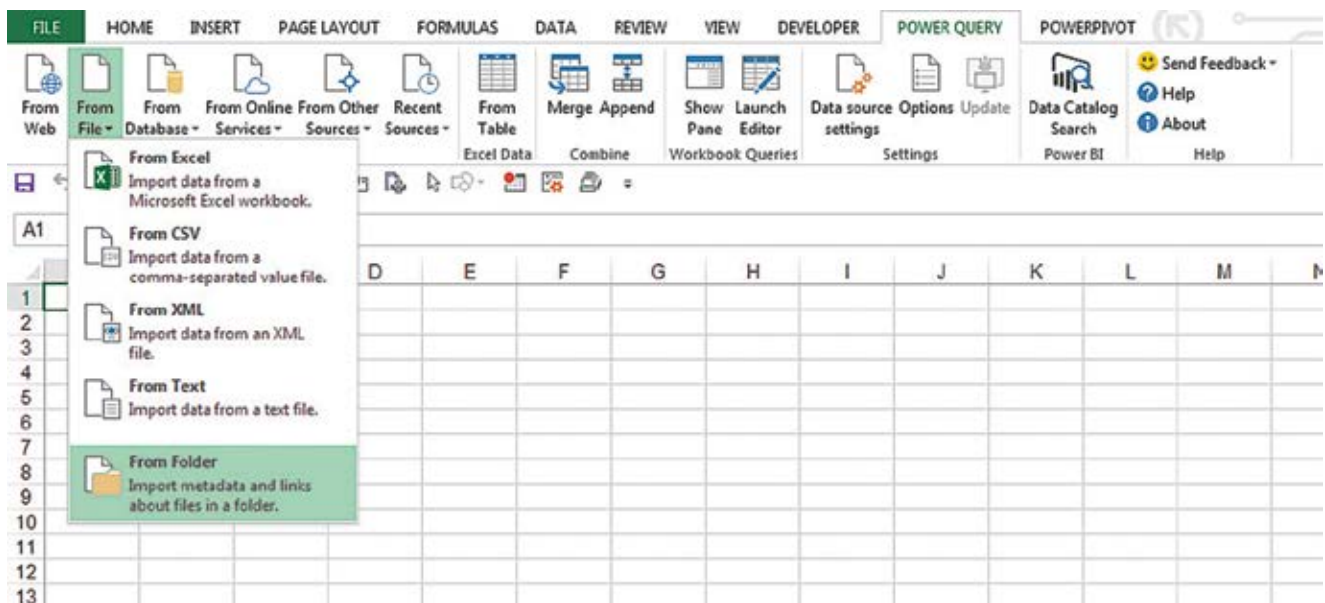 FILE HOME INSERT PAGE LAYOUT FORMULAS DATA REVIEW VIEW DEVELOPER POWER QUERY POWERPIVOT
From Web
From File
From Database
From Online Services
From Other Sources
Recent Sources
From Table
Merge Append
Show Pane
Launch Editor
Data source settings
Options Update
Data Catalog Search
Send Feedback
Help
About
Excel Data Combine Workbook Queries Settings Power BI Help
From Excel
Import data from a
Microsoft Excel workbook.
From CSV
Import data from a
comma-separated value file.
From XML
Import data from an XML
file.
From Text
Import data from a text file.
From Folder
Import metadata and links
about files in a folder.
A1
D E F G H I J K L M
1
2
3
4
5
6
7
8
9
10
11
12
13